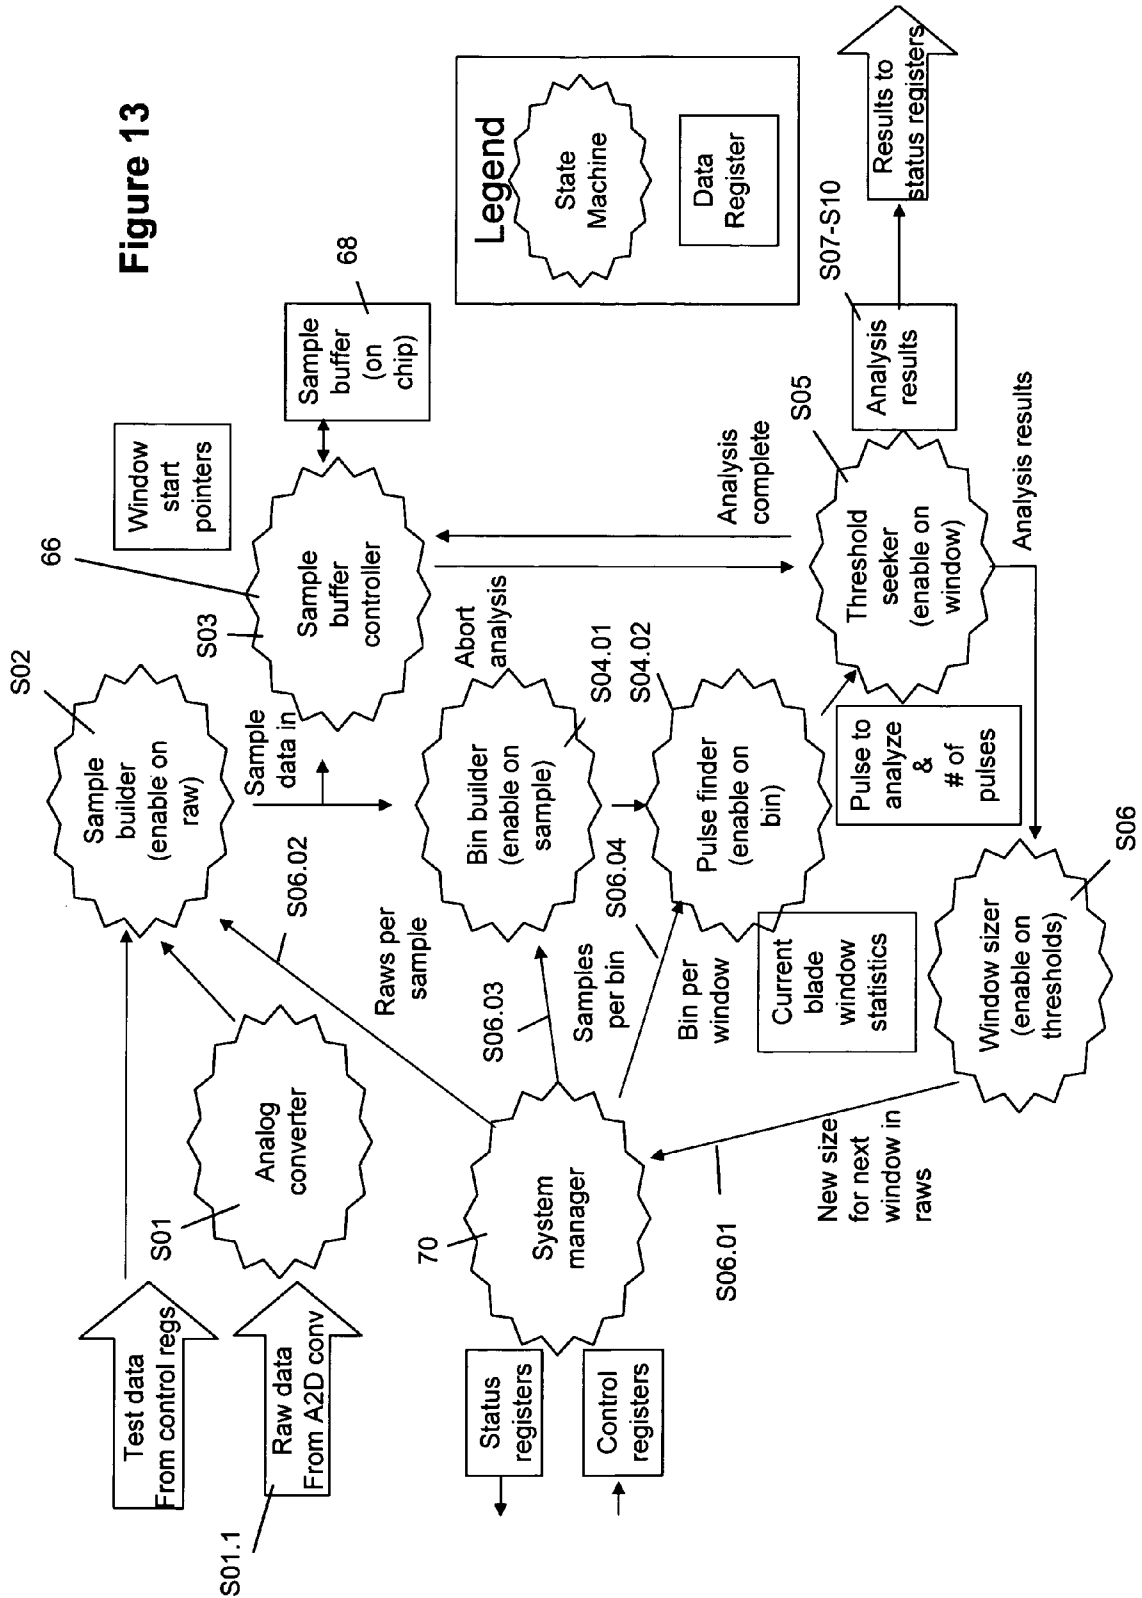 Figure 13
Test data
From control regs
Raw data
From A2D conv
S01.1
S01
Analog
converter
S02
Sample
builder
(enable on
raw)
66
S03
Sample
buffer
controller
Window
start
pointers
68
Sample
buffer
(on
chip)
Sample
data in
S06.02
Raws per
sample
Status
registers
Control
registers
70
System
manager
S06.03
Samples
per bin
S06.04
Bin per
window
Bin builder
(enable on
sample)
Abort
analysis
S04.01
S04.02
Pulse finder
(enable on
bin)
Current
blade
window
statistics
Pulse to
analyze
&
# of
pulses
Analysis
complete
S05
Threshold
seeker
(enable on
window)
Analysis
results
S07-S10
Results to
status registers
Analysis results
S06
Window sizer
(enable on
thresholds)
New size
for next
window in
raws
S06.01
Legend
State
Machine
Data
Register